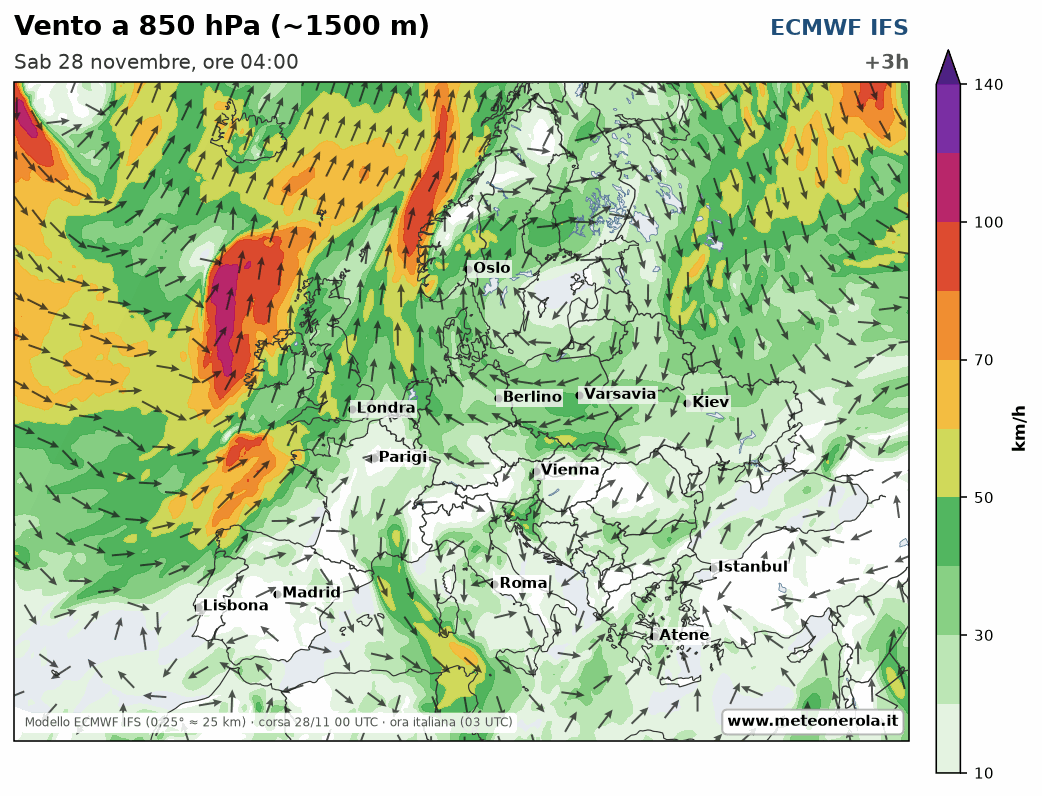 Vento a 850 hPa (~1500 m)
ECMWF IFS
Sab 28 novembre, ore 04:00
+3h
140
100
70
50
30
10
km/h
Oslo
Berlino
Varsavia
Kiev
Londra
Parigi
Vienna
Istanbul
Roma
Madrid
Lisbona
Atene
Modello ECMWF IFS (0,25° ≈ 25 km) · corsa 28/11 00 UTC · ora italiana (03 UTC)
www.meteonerola.it